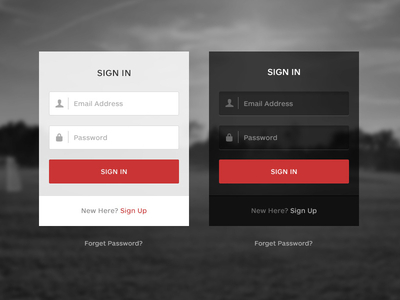 SIGN IN
Email Address
Password
SIGN IN
New Here? Sign Up
Forget Password?
SIGN IN
Email Address
Password
SIGN IN
New Here? Sign Up
Forget Password?